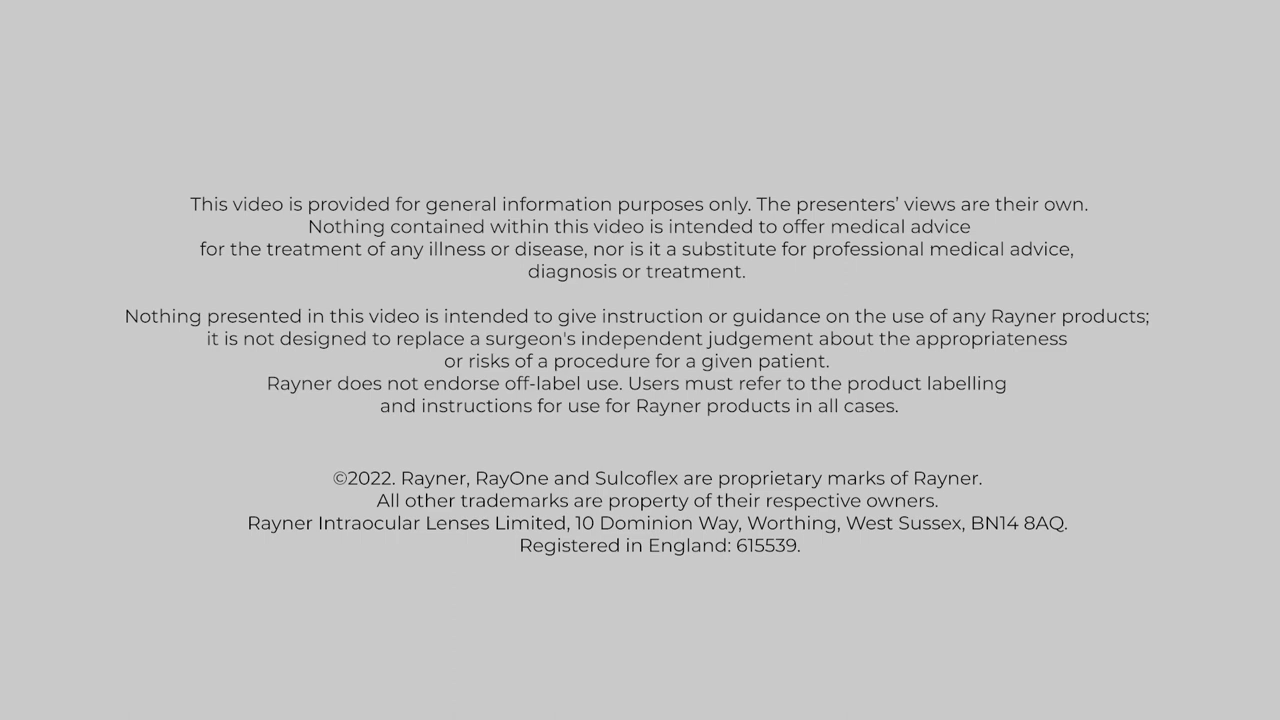 This video is provided for general information purposes only. The presenters’ views are their own.
Nothing contained within this video is intended to offer medical advice
for the treatment of any illness or disease, nor is it a substitute for professional medical advice,
diagnosis or treatment.
Nothing presented in this video is intended to give instruction or guidance on the use of any Rayner products;
it is not designed to replace a surgeon's independent judgement about the appropriateness
or risks of a procedure for a given patient.
Rayner does not endorse off-label use. Users must refer to the product labelling
and instructions for use for Rayner products in all cases.
©2022. Rayner, RayOne and Sulcoflex are proprietary marks of Rayner.
All other trademarks are property of their respective owners.
Rayner Intraocular Lenses Limited, 10 Dominion Way, Worthing, West Sussex, BN14 8AQ.
Registered in England: 615539.